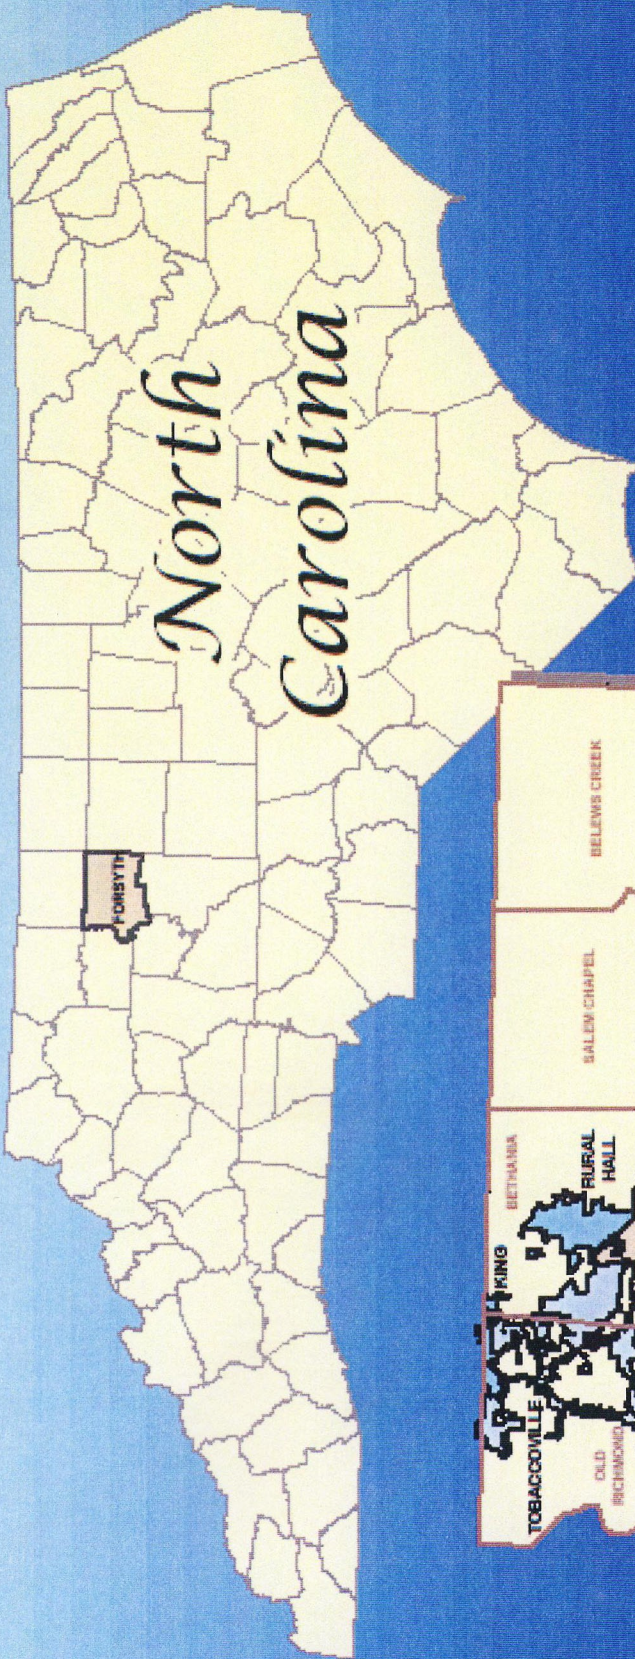 North
Carolina
FORSYTH
KING
BETHANIA
SALEM CHAPEL
BELEWS CREEK
TOBACCOVILLE
RURAL
HALL
OLD
RICHMOND